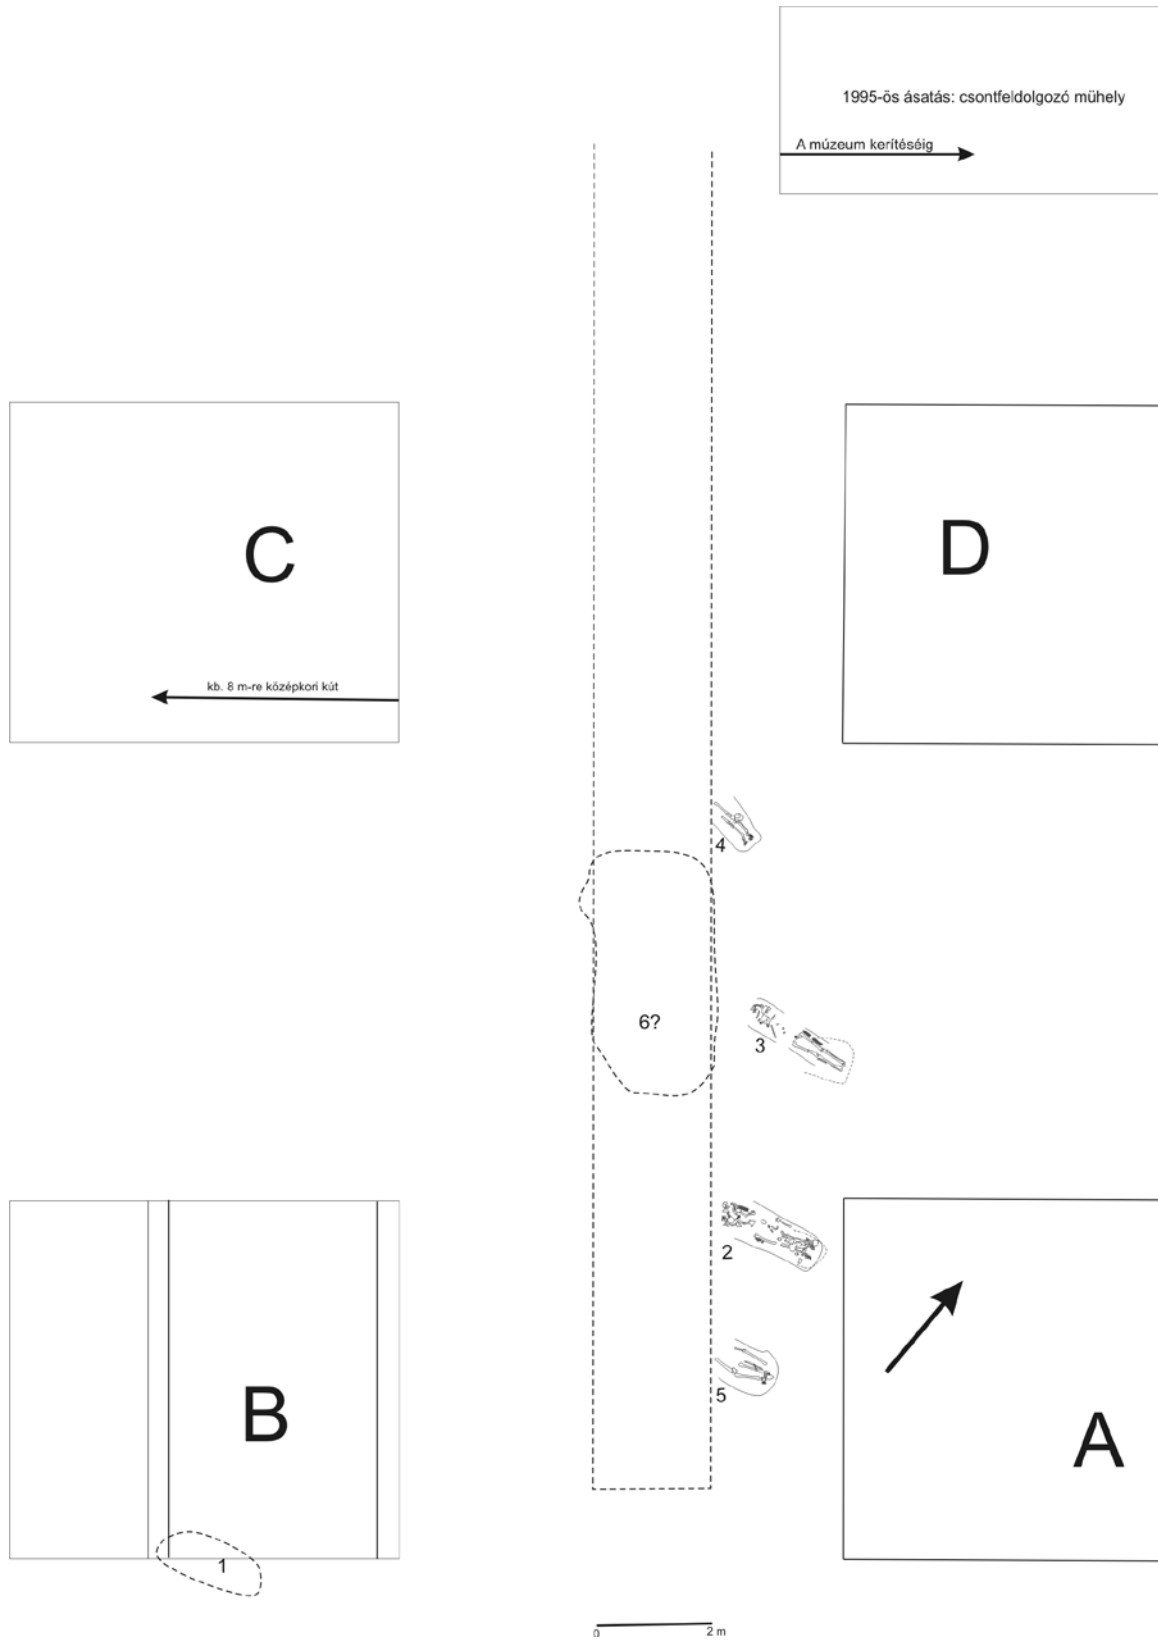 1995-ös ásatás: csontfeldolgozó műhely
A múzeum kerítéséig
C
D
kb. 8 m-re középkori kút
4
6?
3
2
5
B
A
1
0
2 m